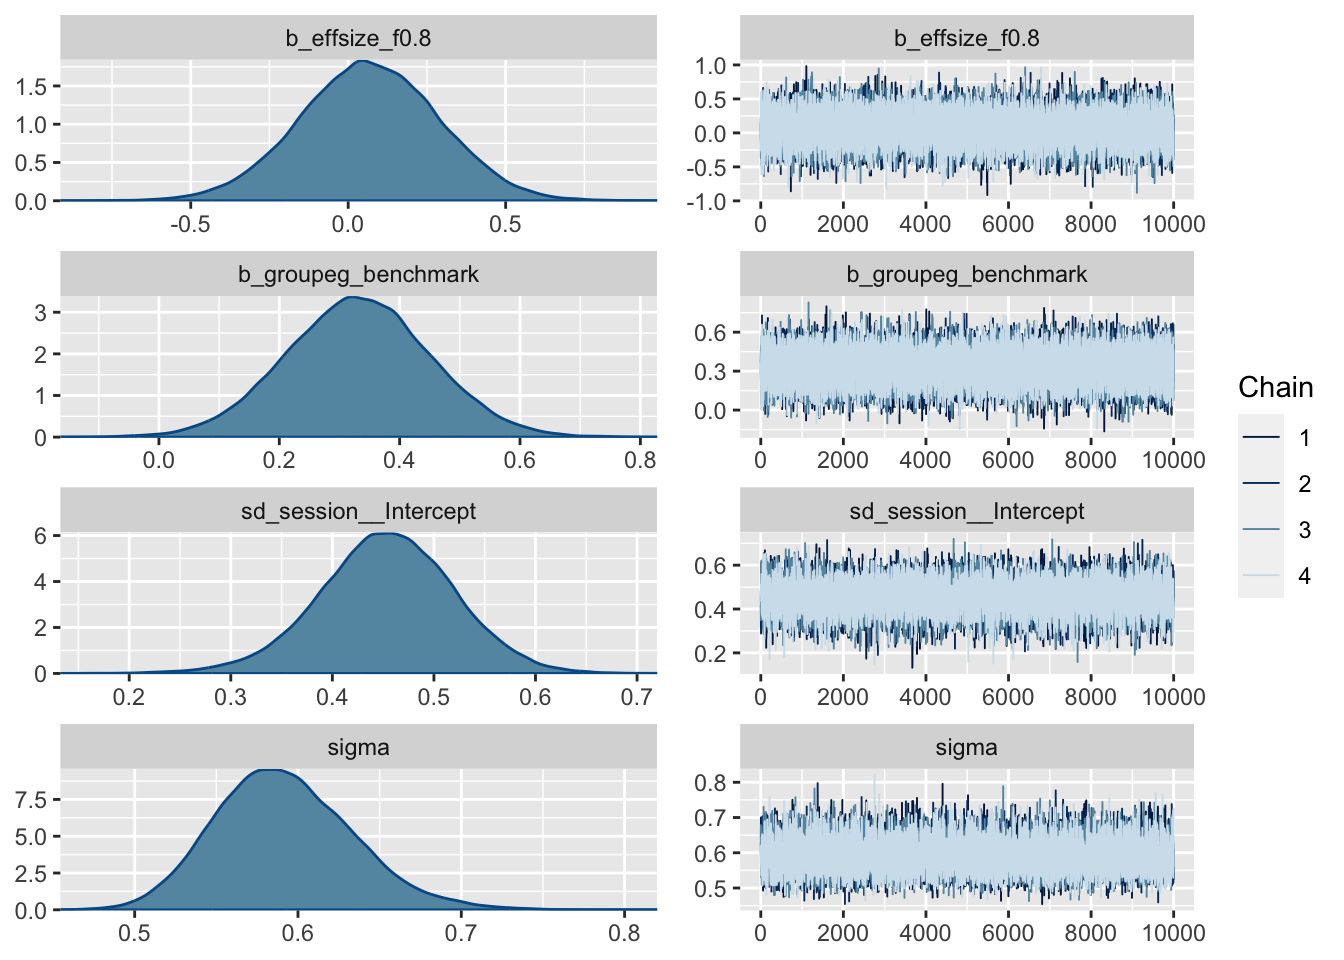 b_effsize_f0.8
b_effsize_f0.8
1.5
1.0
0.5
0.0
-0.5 0.0 0.5
1.0
0.5
0.0
-0.5
-1.0
0 2000 4000 6000 8000 10000
b_groupeg_benchmark
b_groupeg_benchmark
3
2
1
0
0.0 0.2 0.4 0.6 0.8
0.6
0.3
0.0
0 2000 4000 6000 8000 10000
sd_session__Intercept
sd_session__Intercept
6
4
2
0
0.2 0.3 0.4 0.5 0.6 0.7
0.6
0.4
0.2
0 2000 4000 6000 8000 10000
sigma
sigma
7.5
5.0
2.5
0.0
0.5 0.6 0.7 0.8
0.8
0.7
0.6
0.5
0 2000 4000 6000 8000 10000
Chain
1
2
3
4